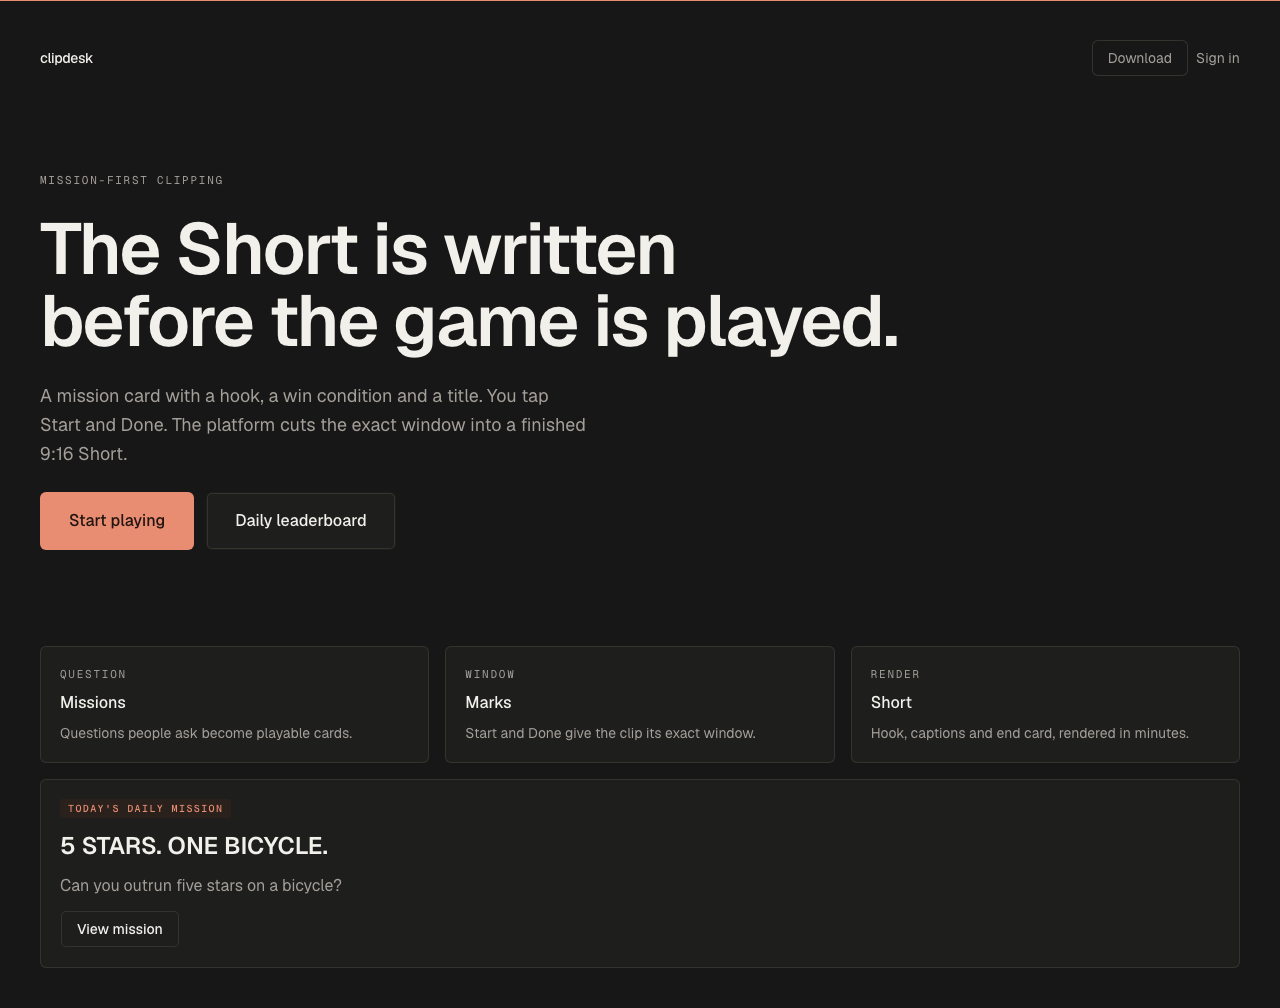 clipdesk
Download
Sign in
MISSION-FIRST CLIPPING
The Short is written
before the game is played.
A mission card with a hook, a win condition and a title. You tap
Start and Done. The platform cuts the exact window into a finished
9:16 Short.
Start playing
Daily leaderboard
QUESTION
Missions
Questions people ask become playable cards.
WINDOW
Marks
Start and Done give the clip its exact window.
RENDER
Short
Hook, captions and end card, rendered in minutes.
TODAY'S DAILY MISSION
5 STARS. ONE BICYCLE.
Can you outrun five stars on a bicycle?
View mission